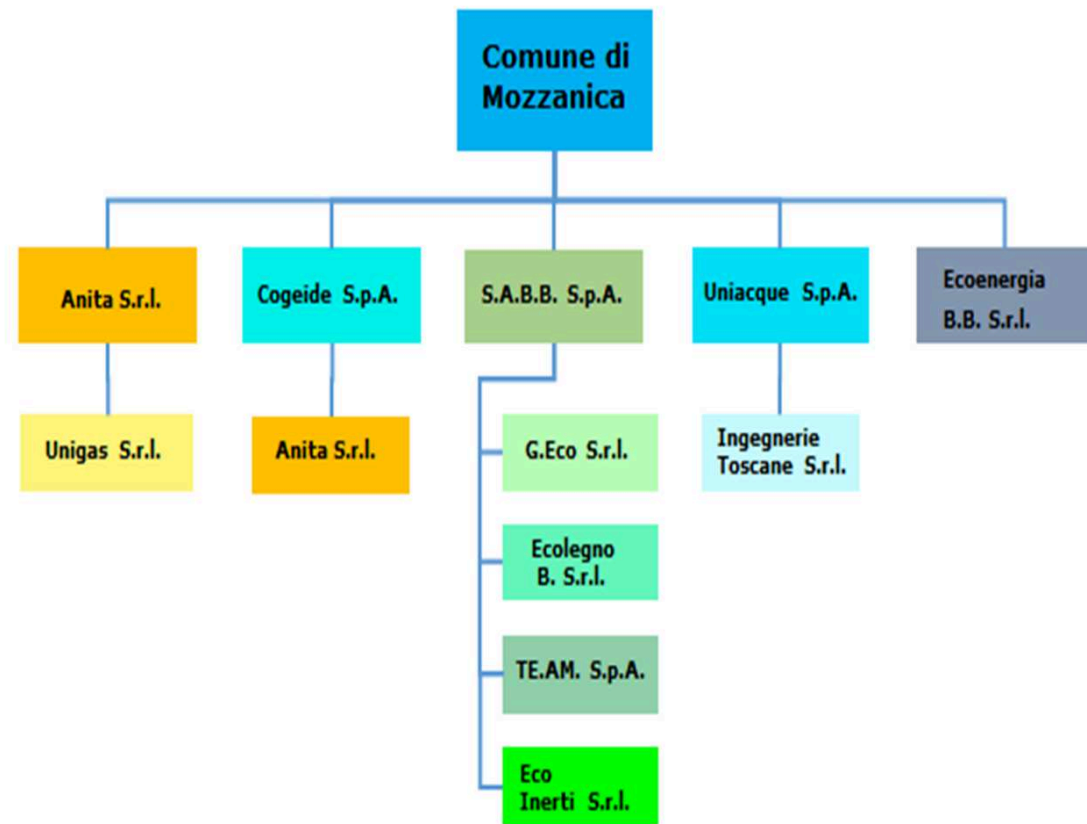 Comune di
Mozzanica
Anita S.r.l.
Cogeide S.p.A.
S.A.B.B. S.p.A.
Uniacque S.p.A.
Ecoenergia
B.B. S.r.l.
Unigas S.r.l.
Anita S.r.l.
G.Eco S.r.l.
Ingegnerie
Toscane S.r.l.
Ecolegno
B. S.r.l.
TE.AM. S.p.A.
Eco
Inerti S.r.l.